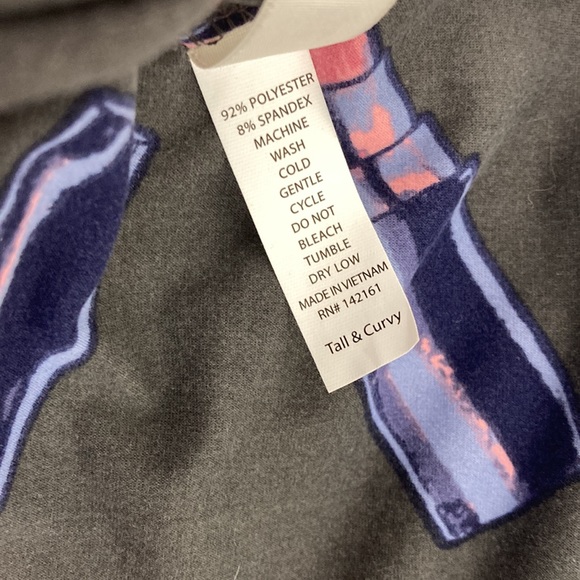 92% POLYESTER
8% SPANDEX
MACHINE
WASH
COLD
GENTLE
CYCLE
DO NOT
BLEACH
TUMBLE
DRY LOW
MADE IN VIETNAM
RN# 142161
Tall & Curvy